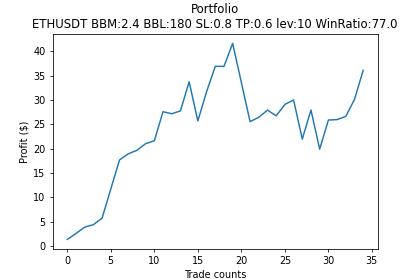 Portfolio
ETHUSDT BBM:2.4 BBL:180 SL:0.8 TP:0.6 lev:10 WinRatio:77.0
40
35
30
25
20
15
10
5
0
Profit ($)
0 5 10 15 20 25 30 35
Trade counts